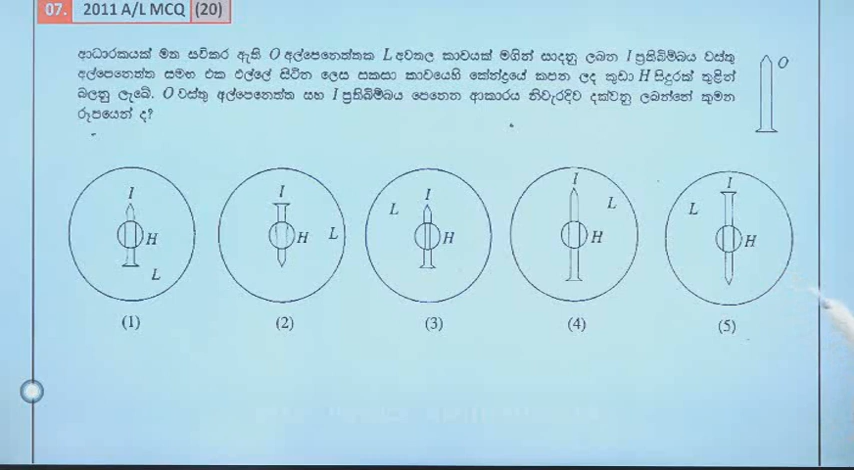 07. 2011 A/L MCQ (20)
ආධාරකයක් මත සවිකර ඇති O අල්පෙනෙත්තක L අවතල කාචයක් මගින් සාදනු ලබන I ප්‍රතිබිම්බය වස්තු
අල්පෙනෙත්ත සමඟ එක එල්ලේ සිටින ලෙස සකසා කාචයෙහි කේන්ද්‍රයේ කපන ලද කුඩා H සිදුරක් තුළින්
බලනු ලැබේ. O වස්තු අල්පෙනෙත්ත සහ I ප්‍රතිබිම්බය පෙනෙන ආකාරය නිවැරදිව දක්වනු ලබන්නේ කුමන
රූපයෙන් ද?
O
I I I I I
L L L
H H L H H H
L
(1) (2) (3) (4) (5)